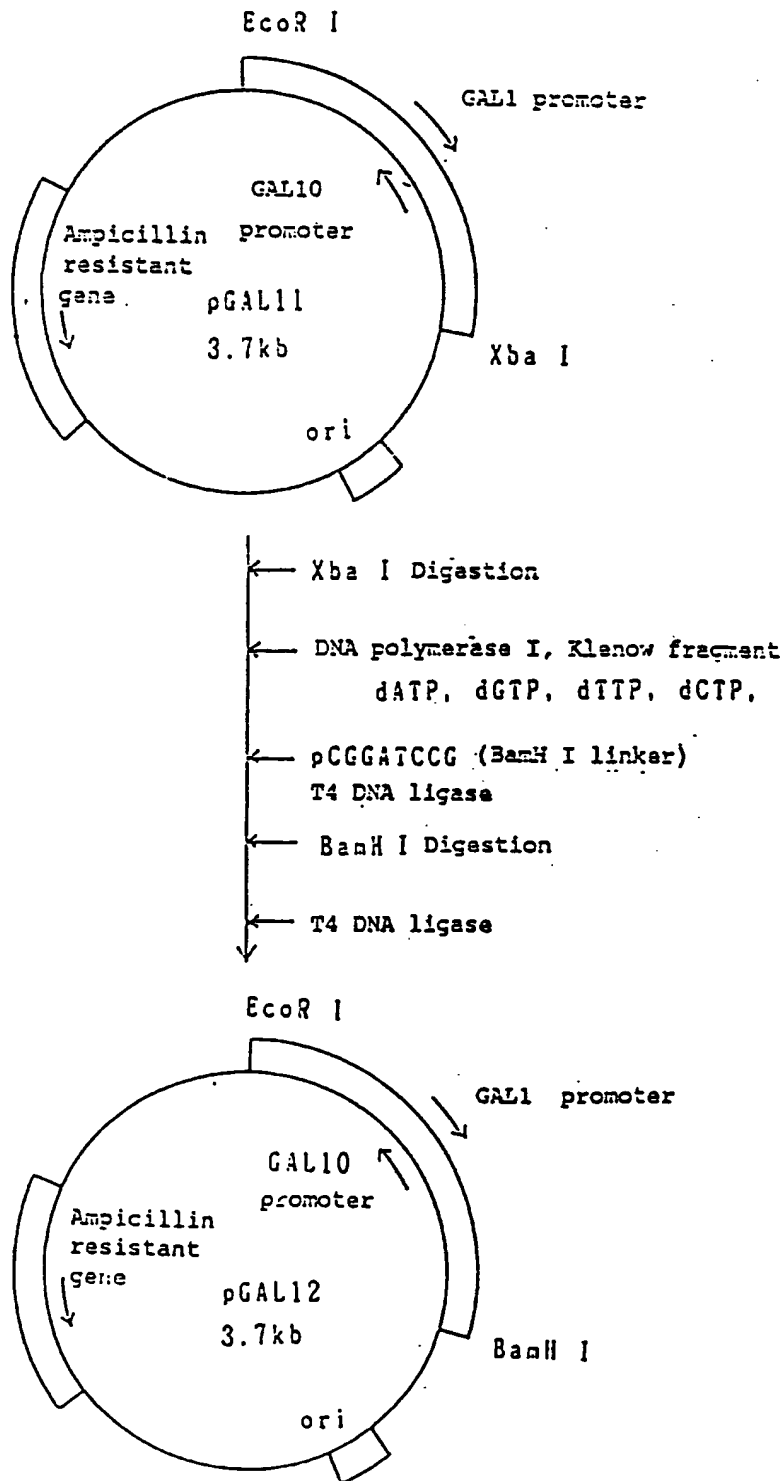 EcoR I
GAL1 promoter
GAL10
promoter
Ampicillin
resistant
gene
pGAL11
3.7kb
Xba I
ori
Xba I Digestion
DNA polymerase I, Klenow fragment
dATP, dGTP, dTTP, dCTP,
pCGGATCCG (BamH I linker)
T4 DNA ligase
BamH I Digestion
T4 DNA ligase
EcoR I
GAL1 promoter
GAL10
promoter
Ampicillin
resistant
gene
pGAL12
3.7kb
BamH I
ori